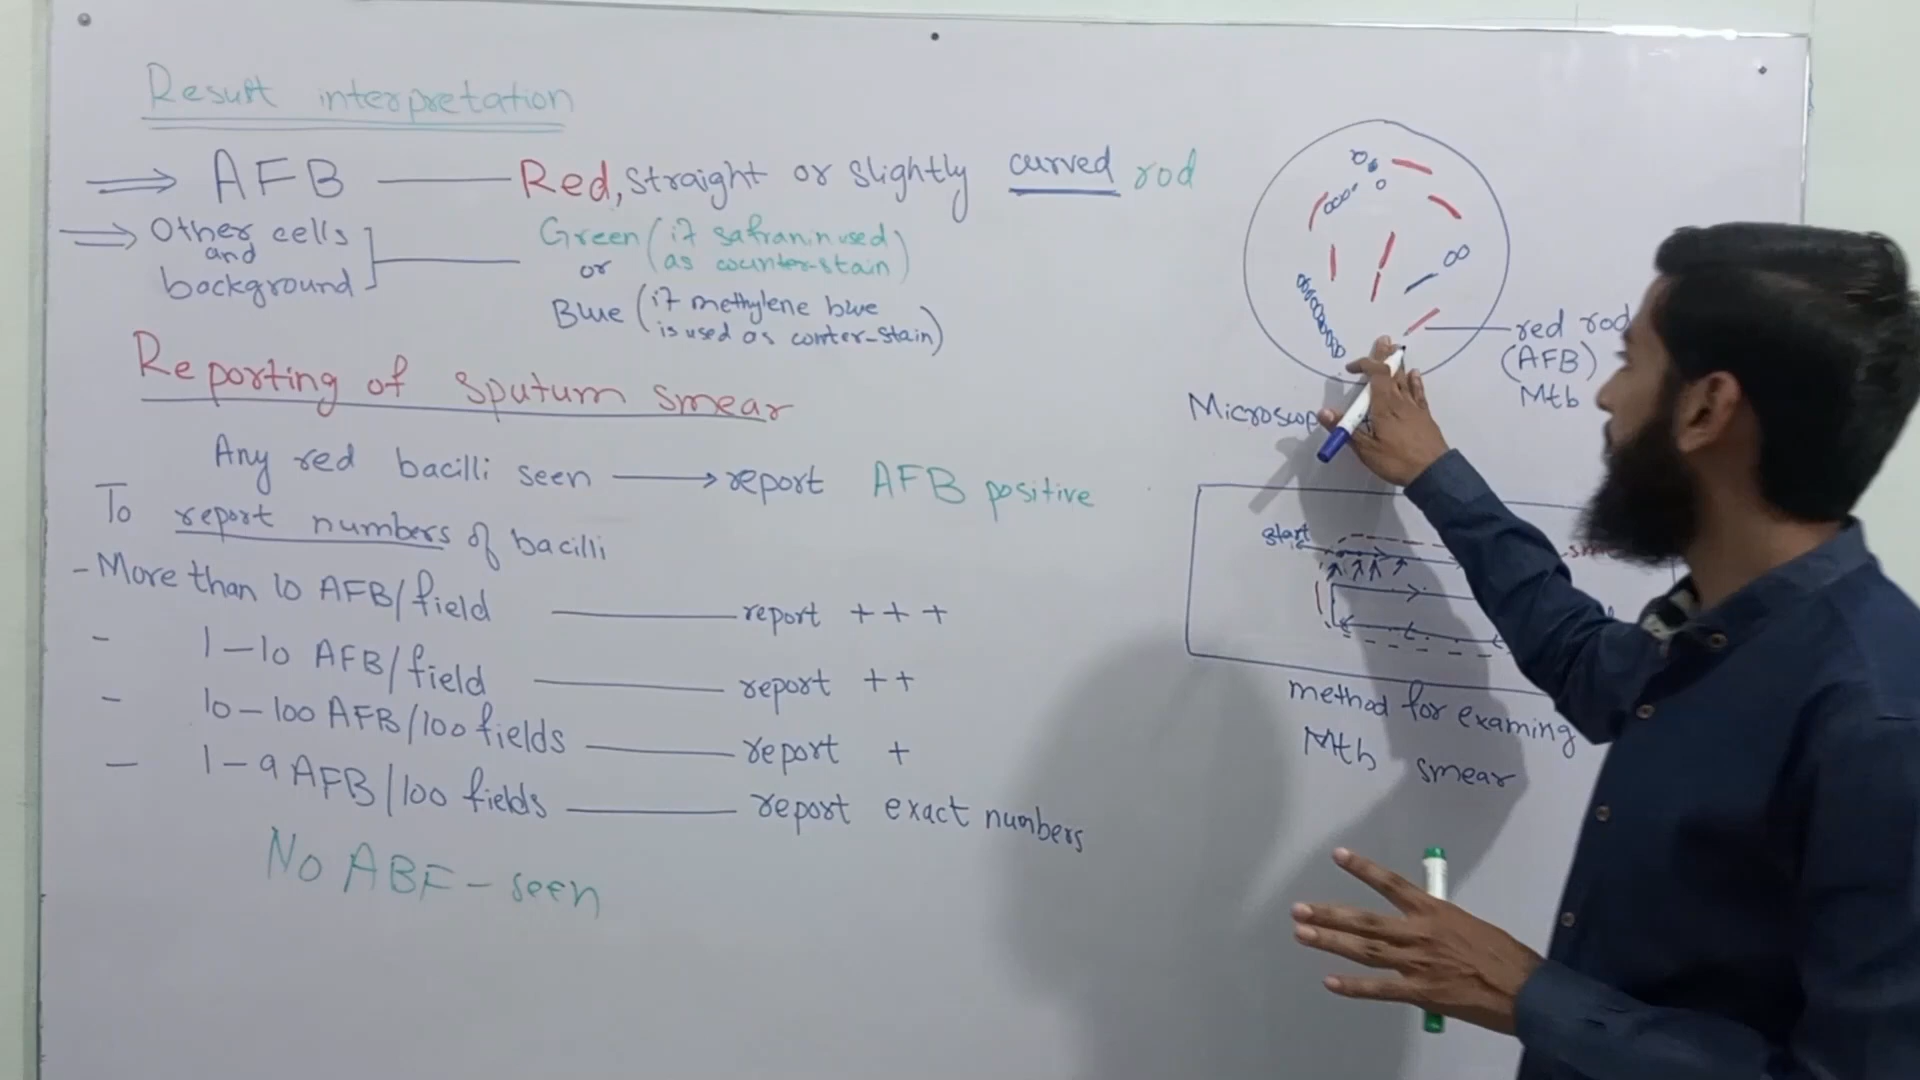 Result interpretation
AFB Red, straight or slightly curved rod
Other cells and background
Green (if safranin used as counter-stain)
or
Blue (if methylene blue is used as conter-stain)
Reporting of sputum smear
Any red bacilli seen → report AFB positive
To report numbers of bacilli
- More than 10 AFB/field report + + +
- 1-10 AFB/field report ++
- 10-100 AFB/100 fields report +
- 1-9 AFB/100 fields report exact numbers
No ABF-seen
red rod
(AFB)
Mtb
start
method for examing
Mtb smear